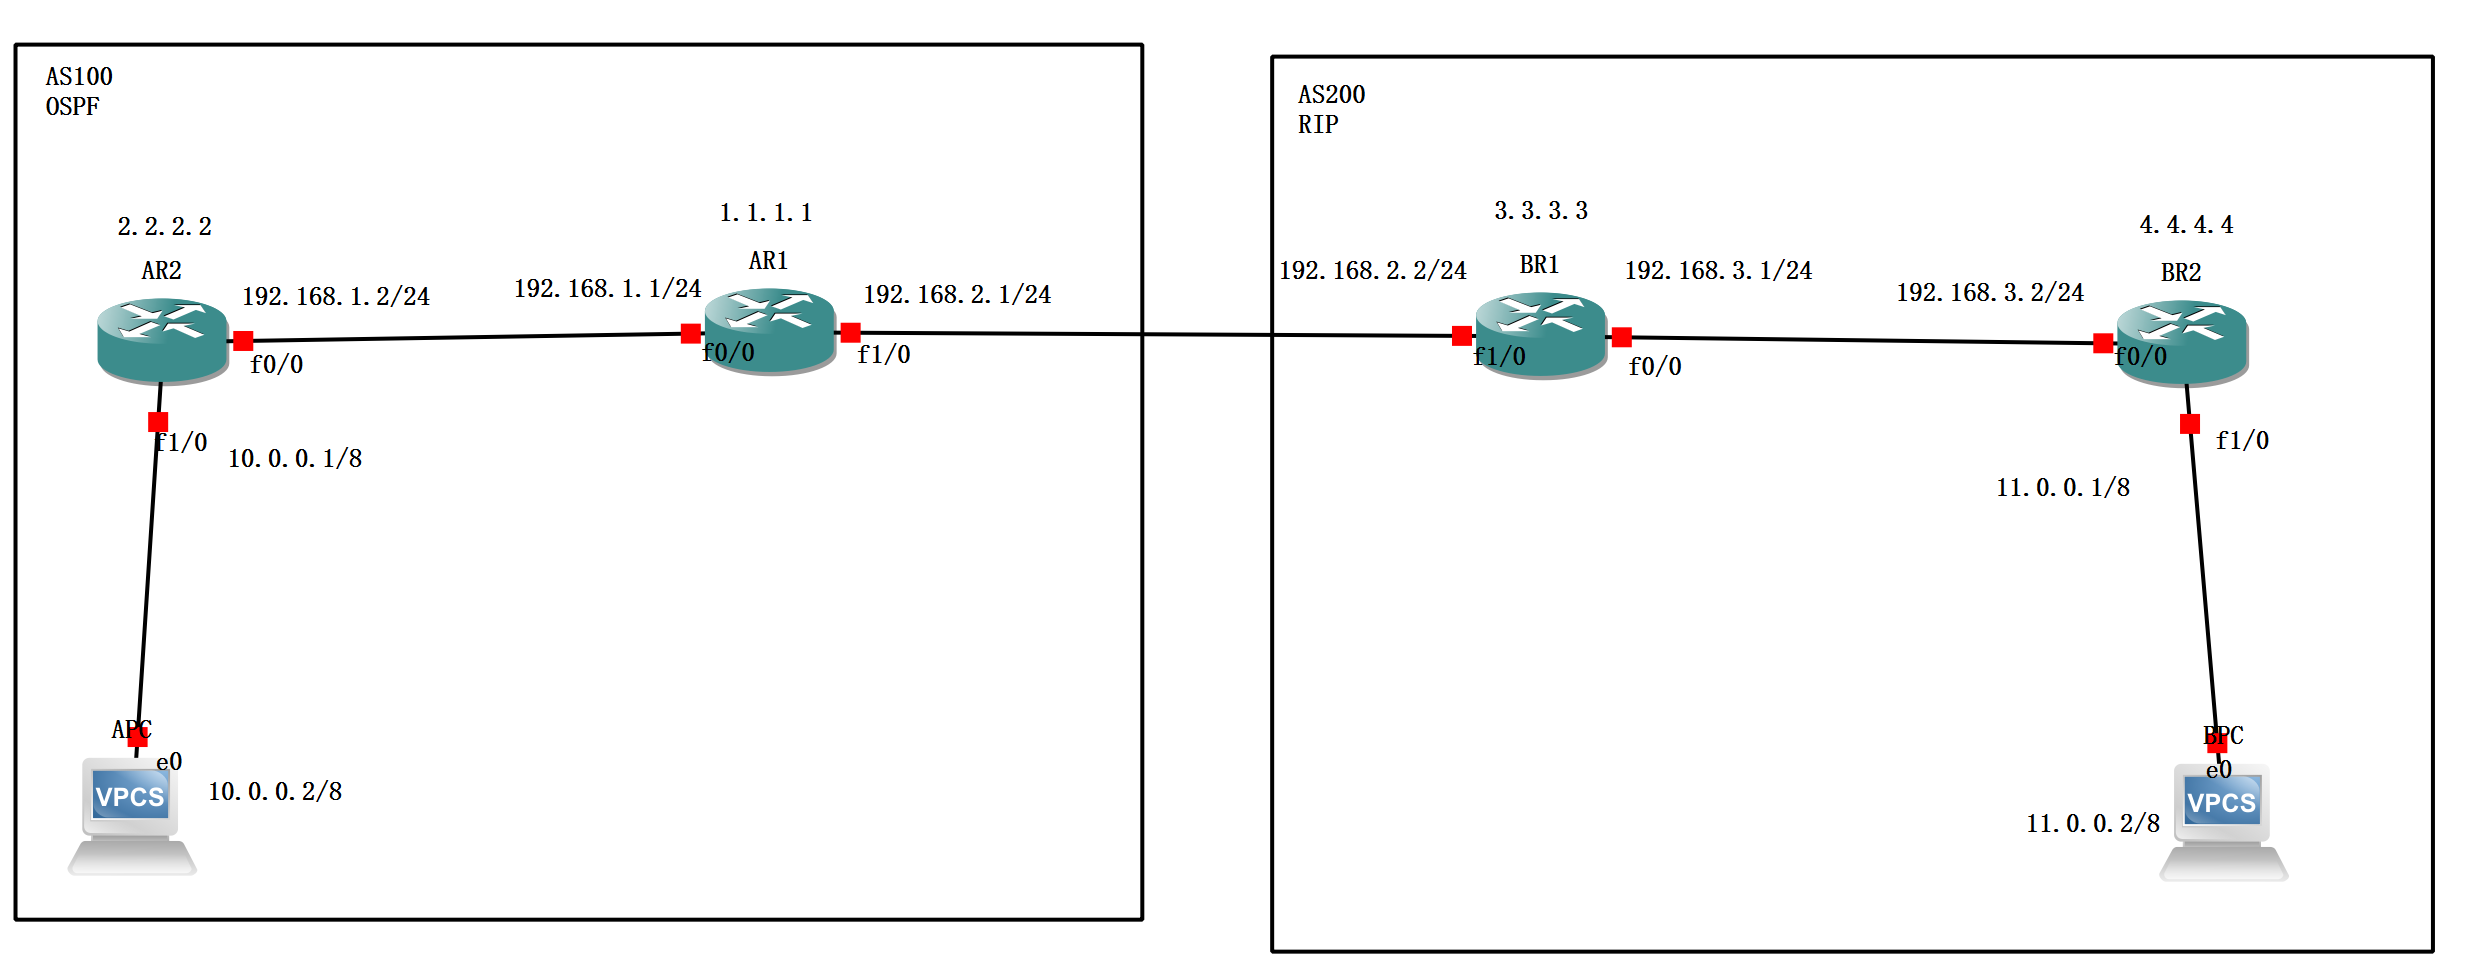 AS100
OSPF
AS200
RIP
2.2.2.2
1.1.1.1
3.3.3.3
4.4.4.4
AR2
AR1
BR1
BR2
192.168.1.2/24
192.168.1.1/24
192.168.2.1/24
192.168.2.2/24
192.168.3.1/24
192.168.3.2/24
f0/0
f0/0
f1/0
f1/0
f0/0
f0/0
f1/0
10.0.0.1/8
f1/0
11.0.0.1/8
APC
e0
VPCS
10.0.0.2/8
BPC
e0
VPCS
11.0.0.2/8